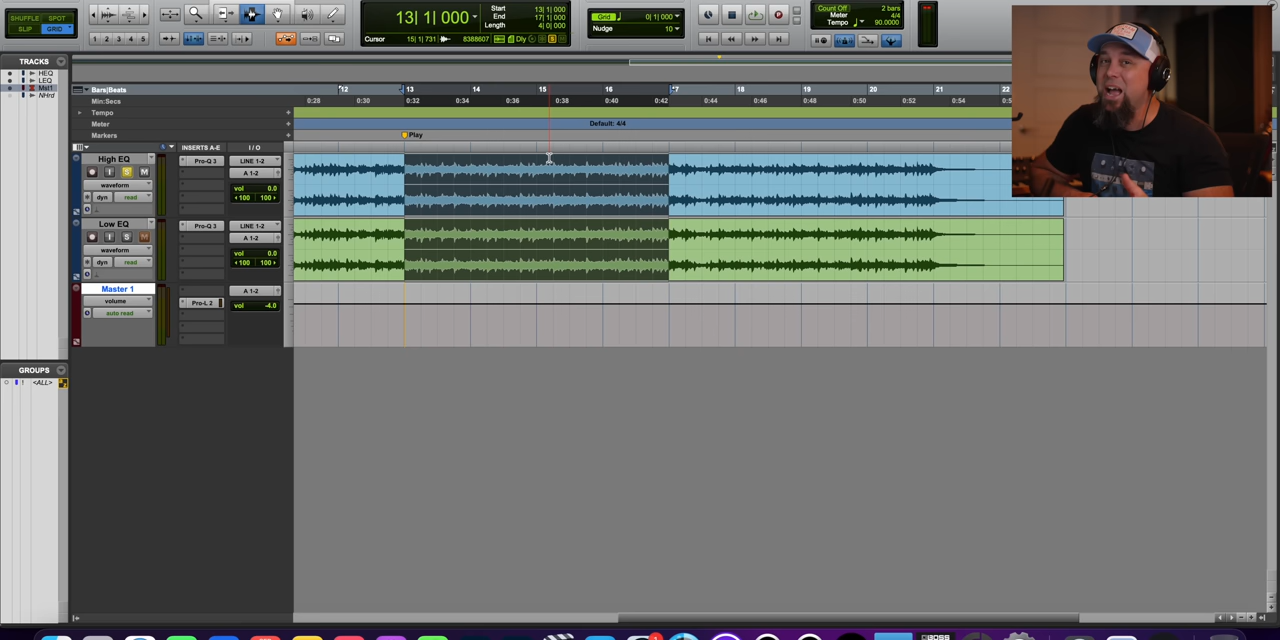 SHUFFLE SPOT
SLIP GRID
1 2 3 4 5
13| 1| 000
Start 13| 1| 000
End 17| 1| 000
Length 4| 0| 000
Cursor 15| 1| 731 8388607 Dly
Grid 0| 1| 000
Nudge 10
Count Off 2 bars
Meter 4/4
Tempo 90.0000
TRACKS
HEQ
LEQ
Mst1
NHrd
GROUPS
! <ALL>
Bars|Beats 12 13 14 15 16 17 18 19 20 21 22
Min:Secs 0:28 0:30 0:32 0:34 0:36 0:38 0:40 0:42 0:44 0:46 0:48 0:50 0:52 0:54
Tempo
Meter Default: 4/4
Markers Play
INSERTS A-E I / O
High EQ Pro-Q 3 LINE 1-2
I S M A 1-2
waveform vol 0.0
dyn read 100 100
Low EQ Pro-Q 3 LINE 1-2
I S M A 1-2
waveform vol 0.0
dyn read 100 100
Master 1 A 1-2
volume Pro-L 2 vol -4.0
auto read
BOSS